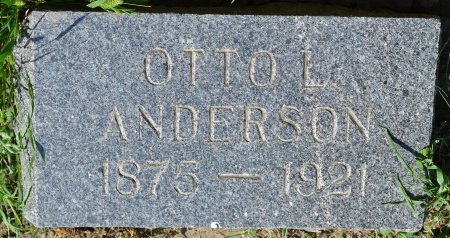 OTTO L.
ANDERSON
1875 — 1921